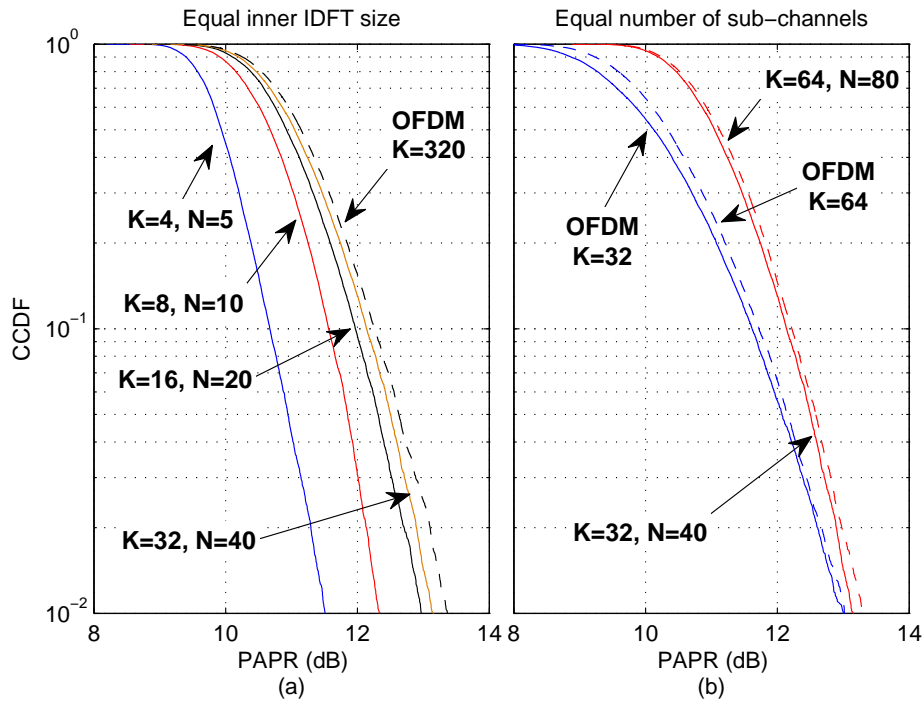 Equal inner IDFT size
10⁰
10⁻¹
10⁻²
CCDF
OFDM
K=320
K=4, N=5
K=8, N=10
K=16, N=20
K=32, N=40
8
10
12
14
PAPR (dB)
(a)
Equal number of sub−channels
K=64, N=80
OFDM
K=64
OFDM
K=32
K=32, N=40
8
10
12
14
PAPR (dB)
(b)